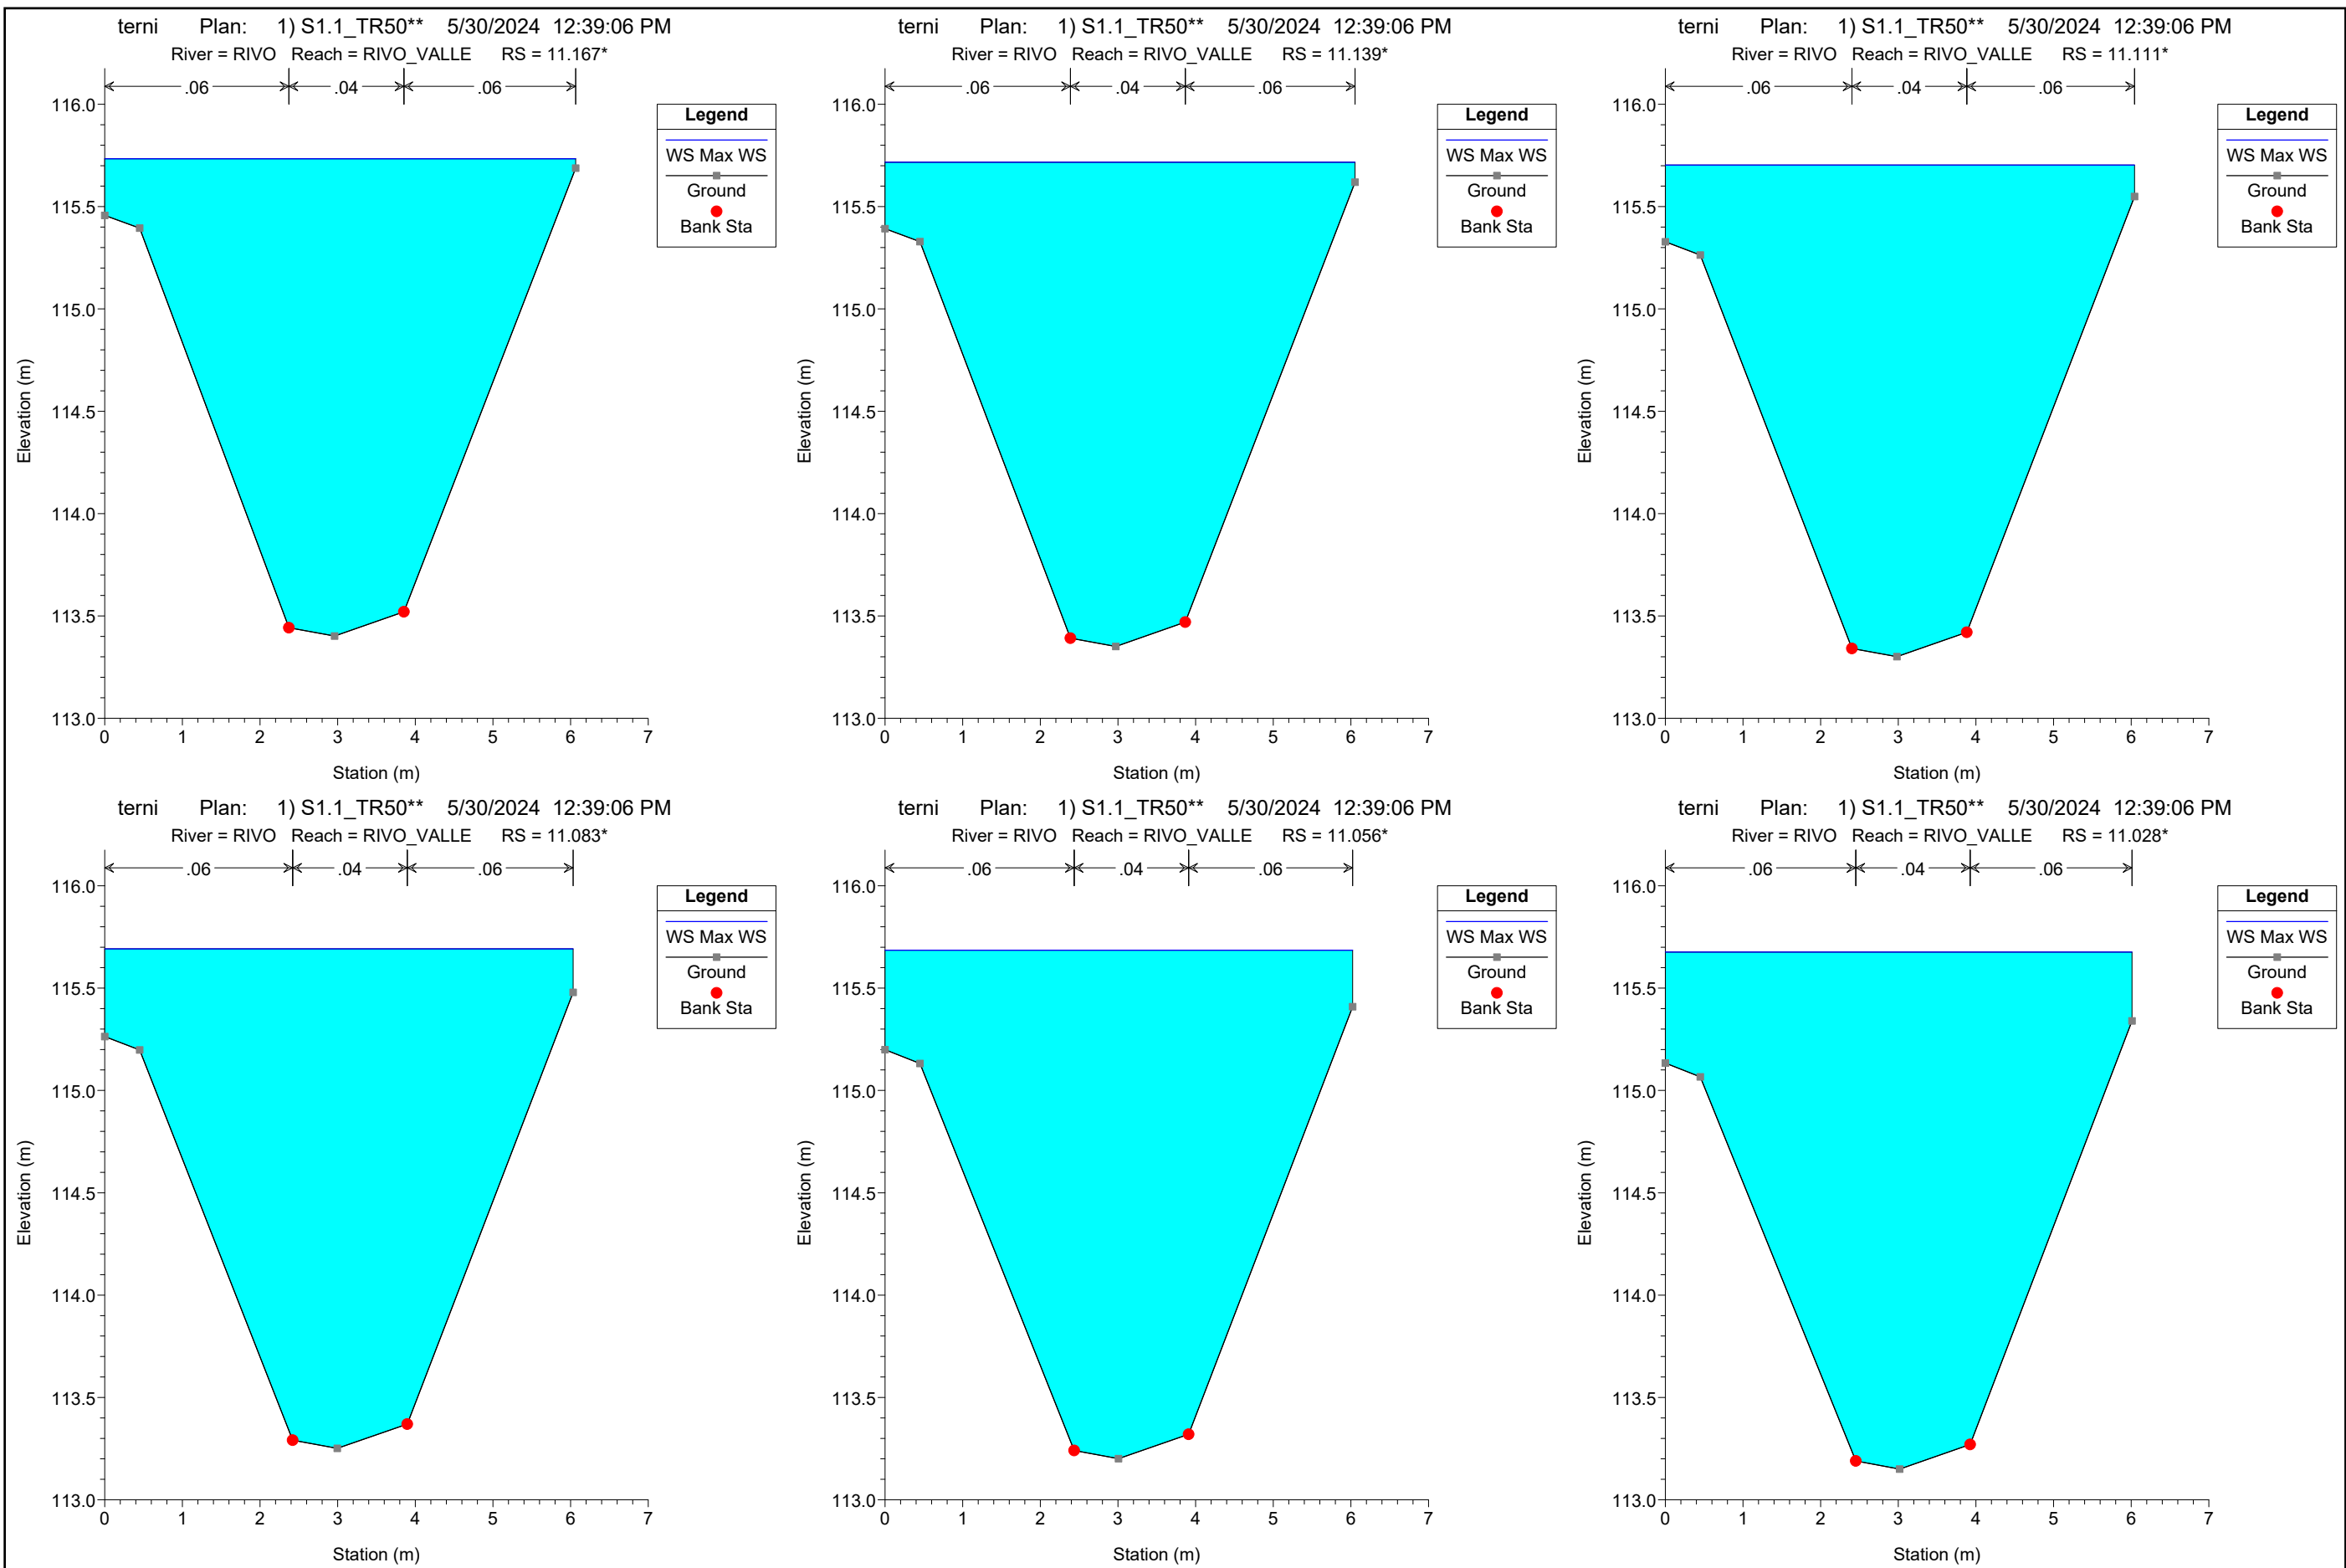 terni Plan: 1) S1.1_TR50** 5/30/2024 12:39:06 PM
River = RIVO Reach = RIVO_VALLE RS = 11.167*
.06 .04 .06
116.0
115.5
115.0
114.5
114.0
113.5
113.0
0 1 2 3 4 5 6 7
Station (m)
Elevation (m)
Legend
WS Max WS
Ground
Bank Sta
terni Plan: 1) S1.1_TR50** 5/30/2024 12:39:06 PM
River = RIVO Reach = RIVO_VALLE RS = 11.139*
.06 .04 .06
116.0
115.5
115.0
114.5
114.0
113.5
113.0
0 1 2 3 4 5 6 7
Station (m)
Elevation (m)
Legend
WS Max WS
Ground
Bank Sta
terni Plan: 1) S1.1_TR50** 5/30/2024 12:39:06 PM
River = RIVO Reach = RIVO_VALLE RS = 11.111*
.06 .04 .06
116.0
115.5
115.0
114.5
114.0
113.5
113.0
0 1 2 3 4 5 6 7
Station (m)
Elevation (m)
Legend
WS Max WS
Ground
Bank Sta
terni Plan: 1) S1.1_TR50** 5/30/2024 12:39:06 PM
River = RIVO Reach = RIVO_VALLE RS = 11.083*
.06 .04 .06
116.0
115.5
115.0
114.5
114.0
113.5
113.0
0 1 2 3 4 5 6 7
Station (m)
Elevation (m)
Legend
WS Max WS
Ground
Bank Sta
terni Plan: 1) S1.1_TR50** 5/30/2024 12:39:06 PM
River = RIVO Reach = RIVO_VALLE RS = 11.056*
.06 .04 .06
116.0
115.5
115.0
114.5
114.0
113.5
113.0
0 1 2 3 4 5 6 7
Station (m)
Elevation (m)
Legend
WS Max WS
Ground
Bank Sta
terni Plan: 1) S1.1_TR50** 5/30/2024 12:39:06 PM
River = RIVO Reach = RIVO_VALLE RS = 11.028*
.06 .04 .06
116.0
115.5
115.0
114.5
114.0
113.5
113.0
0 1 2 3 4 5 6 7
Station (m)
Elevation (m)
Legend
WS Max WS
Ground
Bank Sta